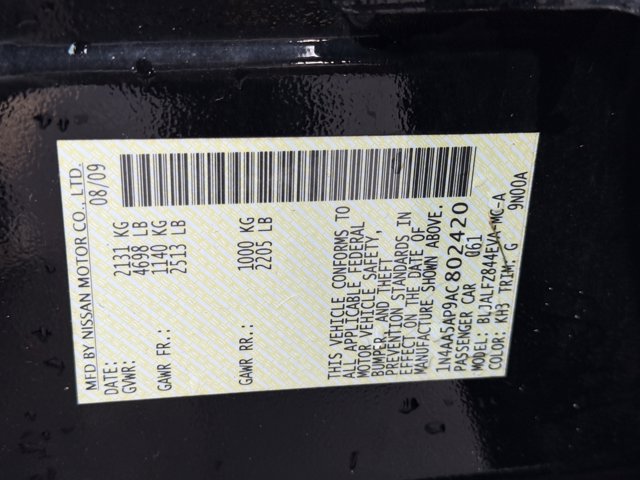 MFD BY NISSAN MOTOR CO., LTD.
DATE: 08/09
GVWR: 2131 KG
4698 LB
GAWR FR.: 1140 KG
2513 LB
GAWR RR.: 1000 KG
2205 LB
THIS VEHICLE CONFORMS TO
ALL APPLICABLE FEDERAL
MOTOR VEHICLE SAFETY,
BUMPER, AND THEFT
PREVENTION STANDARDS IN
EFFECT ON THE DATE OF
MANUFACTURE SHOWN ABOVE.
1N4AA5AP9AC802420
PASSENGER CAR 061
MODEL: BLJALFZ844EVA-MC-A
COLOR: KH3 TRIM: G 9N00A